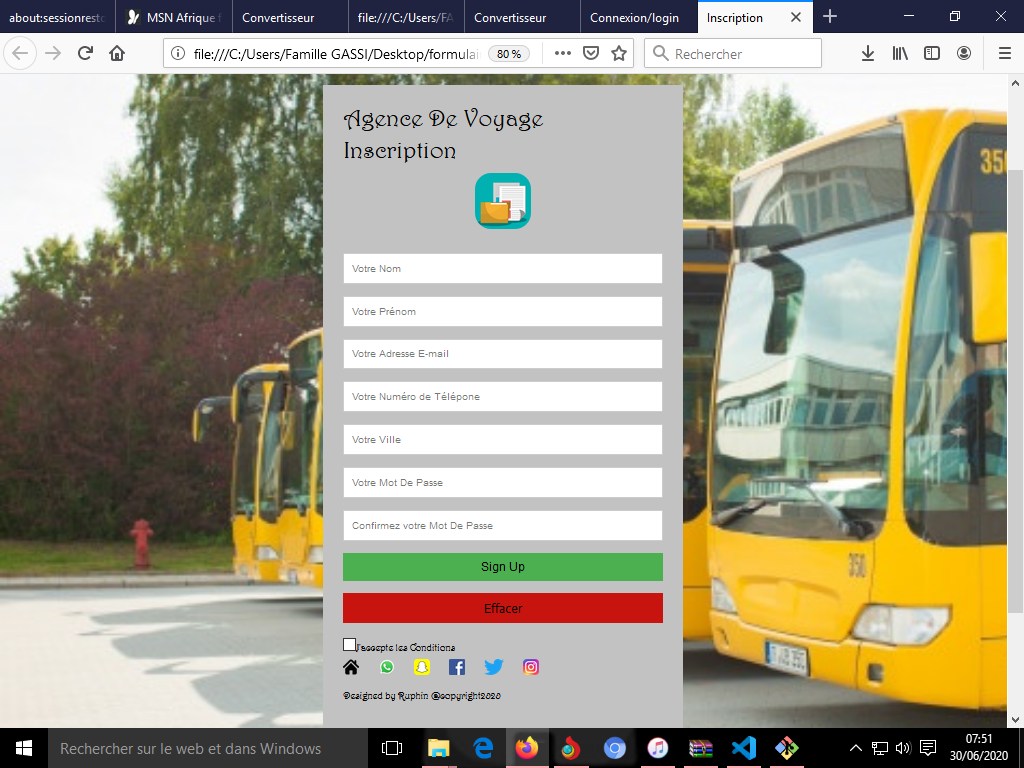 about:sessionresto
MSN Afrique f
Convertisseur
file:///C:/Users/FA
Convertisseur
Connexion/login
Inscription
file:///C:/Users/Famille GASSI/Desktop/formulai
80 %
Rechercher
Agence De Voyage
Inscription
350
Votre Nom
Votre Prénom
Votre Adresse E-mail
Votre Numéro de Télépone
Votre Ville
Votre Mot De Passe
Confirmez votre Mot De Passe
Sign Up
350
Effacer
J'accepte les Conditions
Designed by Ruphin @copyright2020
Rechercher sur le web et dans Windows
07:51
30/06/2020